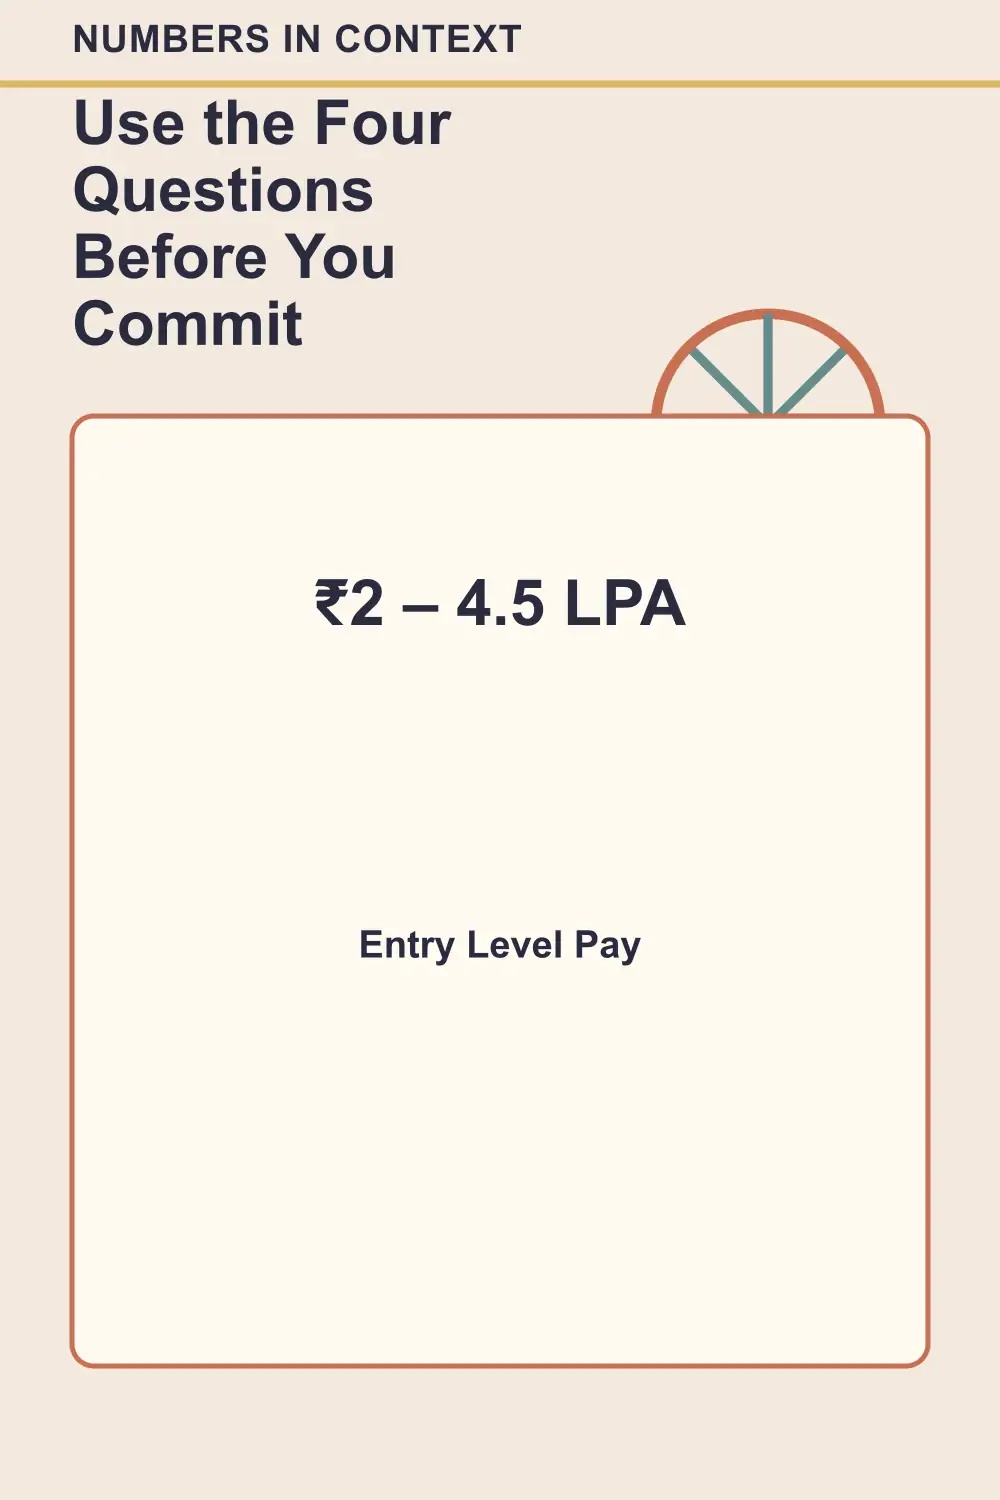 NUMBERS IN CONTEXT
Use the Four
Questions
Before You
Commit
₹2 – 4.5 LPA
Entry Level Pay